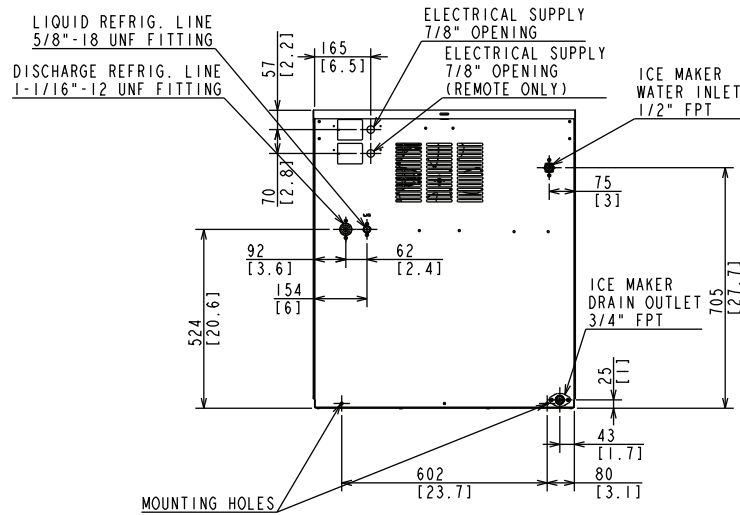 LIQUID REFRIG. LINE
5/8"-18 UNF FITTING
DISCHARGE REFRIG. LINE
1-1/16"-12 UNF FITTING
57
[2.2]
165
[6.5]
ELECTRICAL SUPPLY
7/8" OPENING
ELECTRICAL SUPPLY
7/8" OPENING
(REMOTE ONLY)
ICE MAKER
WATER INLET
1/2" FPT
70
[2.8]
75
[3]
92
[3.6]
62
[2.4]
154
[6]
524
[20.6]
705
[27.7]
ICE MAKER
DRAIN OUTLET
3/4" FPT
25
[1]
43
[1.7]
602
[23.7]
80
[3.1]
MOUNTING HOLES